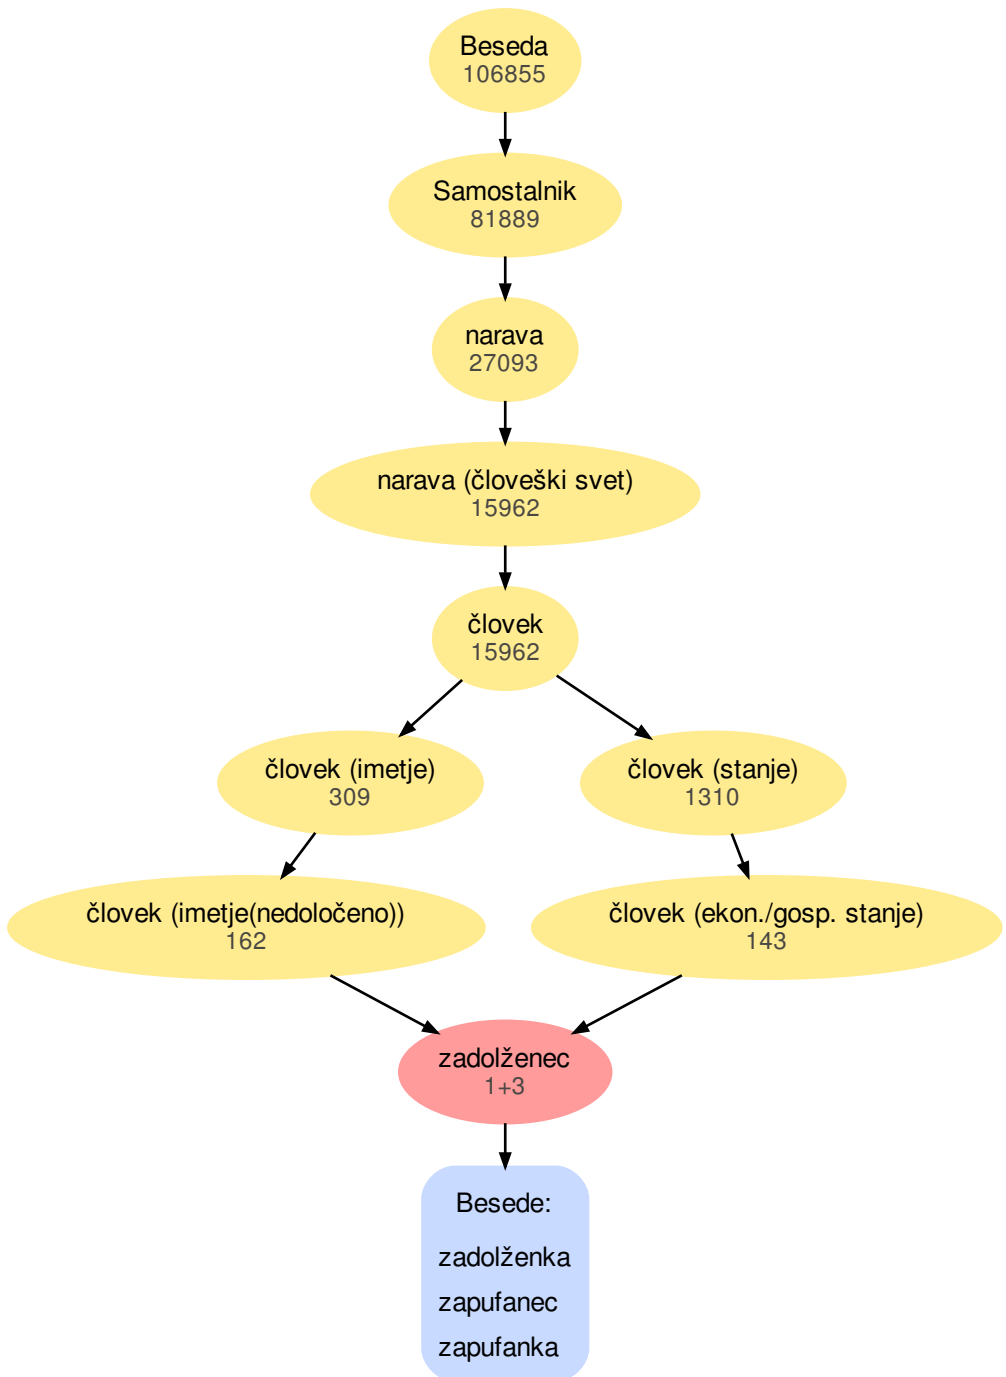 Beseda
106855
Samostalnik
81889
narava
27093
narava (človeški svet)
15962
človek
15962
človek (imetje)
309
človek (stanje)
1310
človek (imetje(nedoločeno))
162
človek (ekon./gosp. stanje)
143
zadolženec
1+3
Besede:
zadolženka
zapufanec
zapufanka